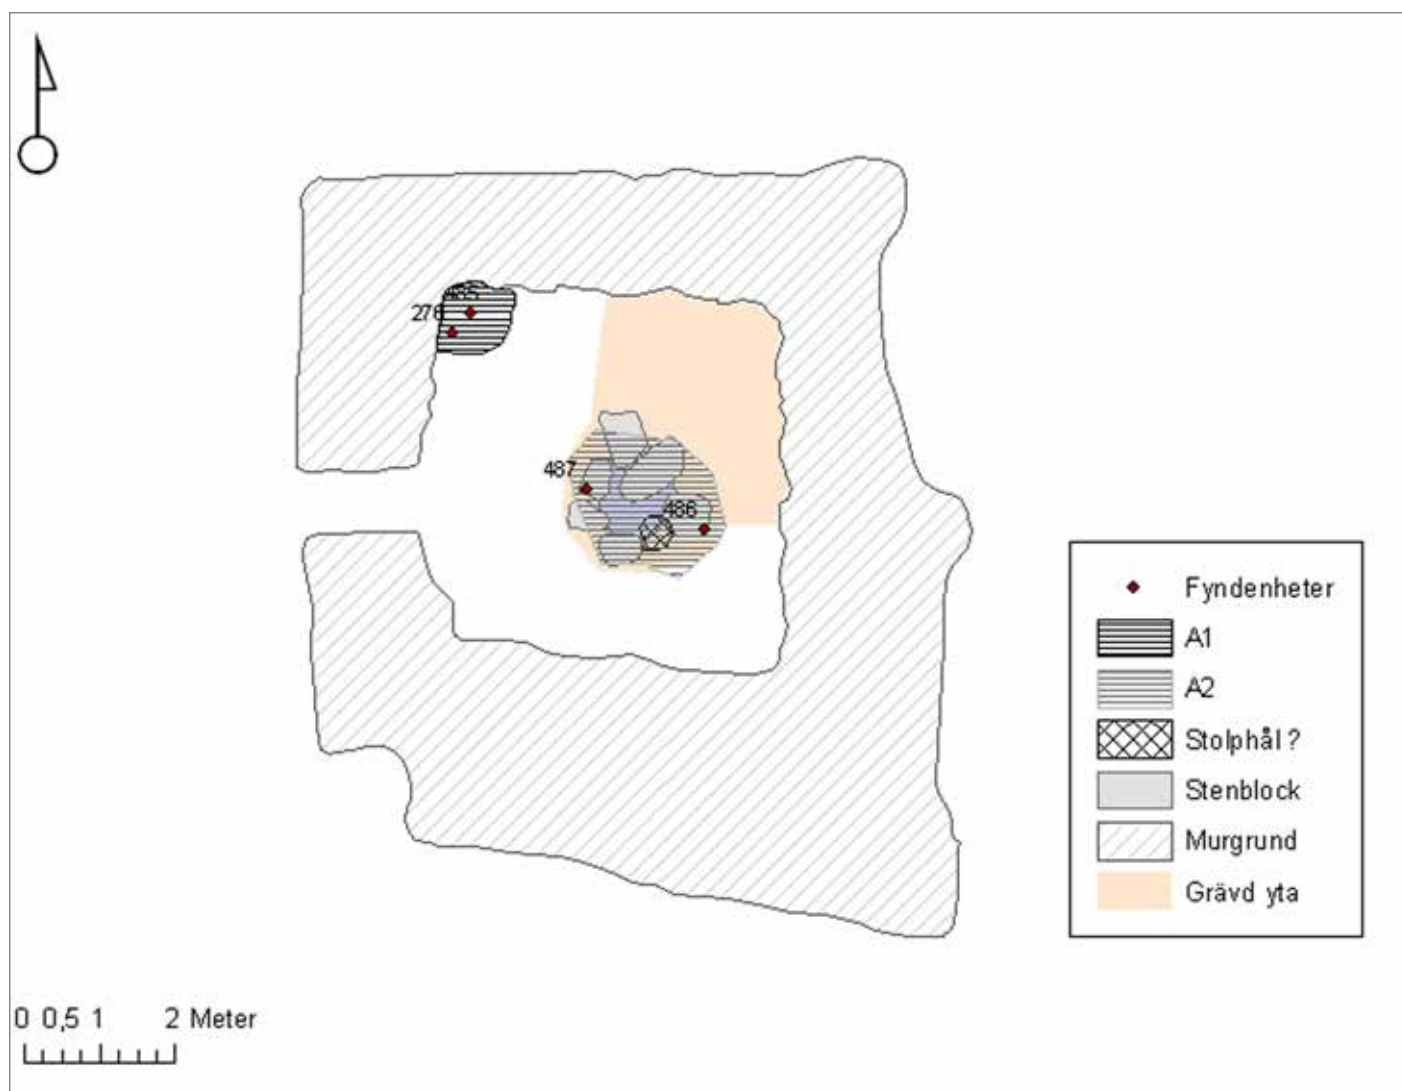 276
487
486
Fyndenheter
A1
A2
Stolphål?
Stenblock
Murgrund
Grävd yta
0 0,5 1 2 Meter